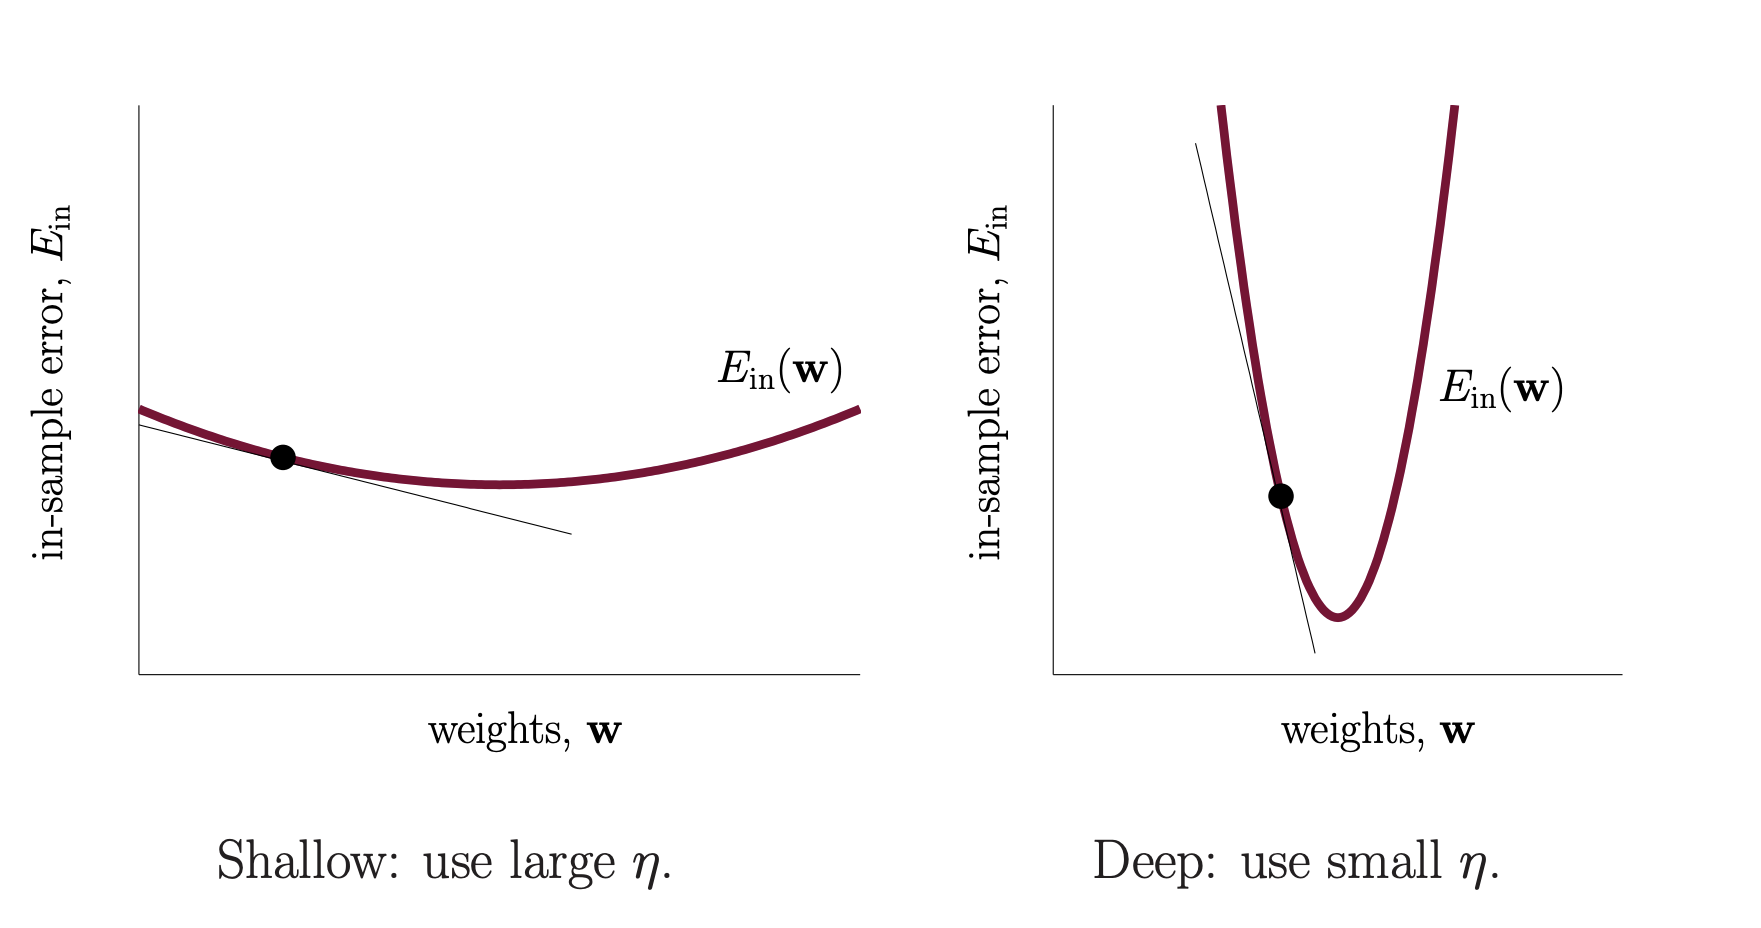 in-sample error, E_in
E_in(w)
weights, w
Shallow: use large η.
in-sample error, E_in
E_in(w)
weights, w
Deep: use small η.